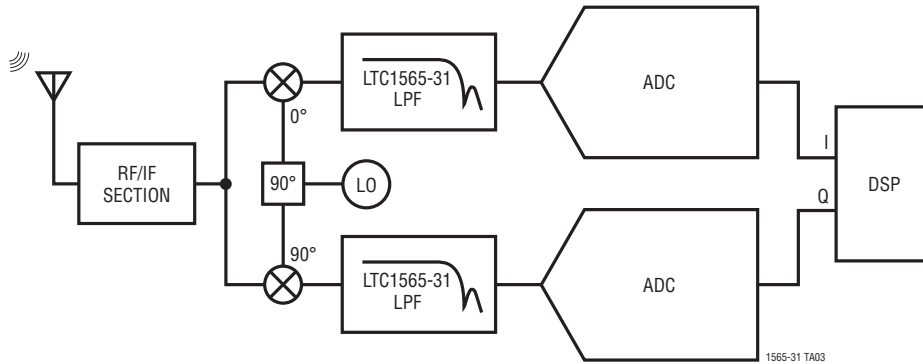 LTC1565-31
LPF
ADC
0°
I
RF/IF
SECTION
90°
LO
DSP
Q
90°
LTC1565-31
LPF
ADC
1565-31 TA03